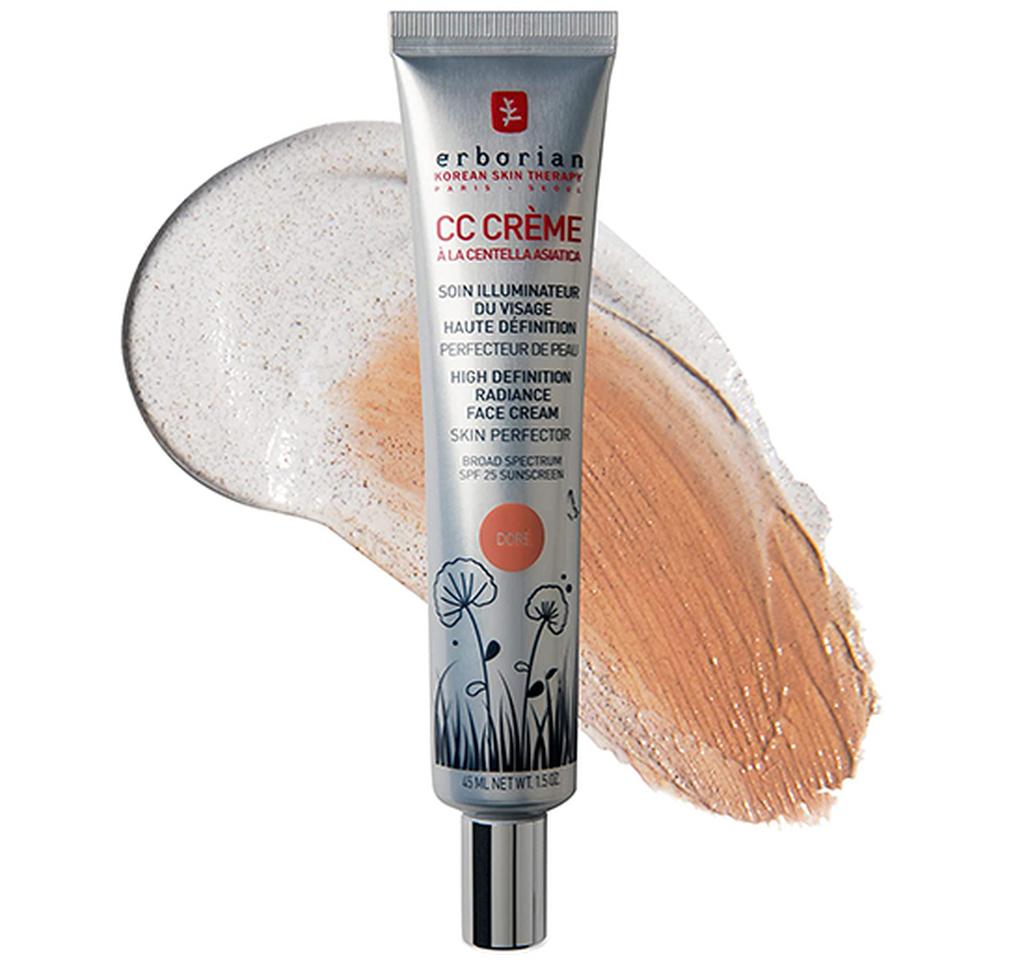 erborian
KOREAN SKIN THERAPY
PARIS - SEOUL
CC CRÈME
À LA CENTELLA ASIATICA
SOIN ILLUMINATEUR
DU VISAGE
HAUTE DÉFINITION
PERFECTEUR DE PEAU
HIGH DEFINITION
RADIANCE
FACE CREAM
SKIN PERFECTOR
BROAD SPECTRUM
SPF 25 SUNSCREEN
DORÉ
45 ML NET WT. 1.5 OZ.